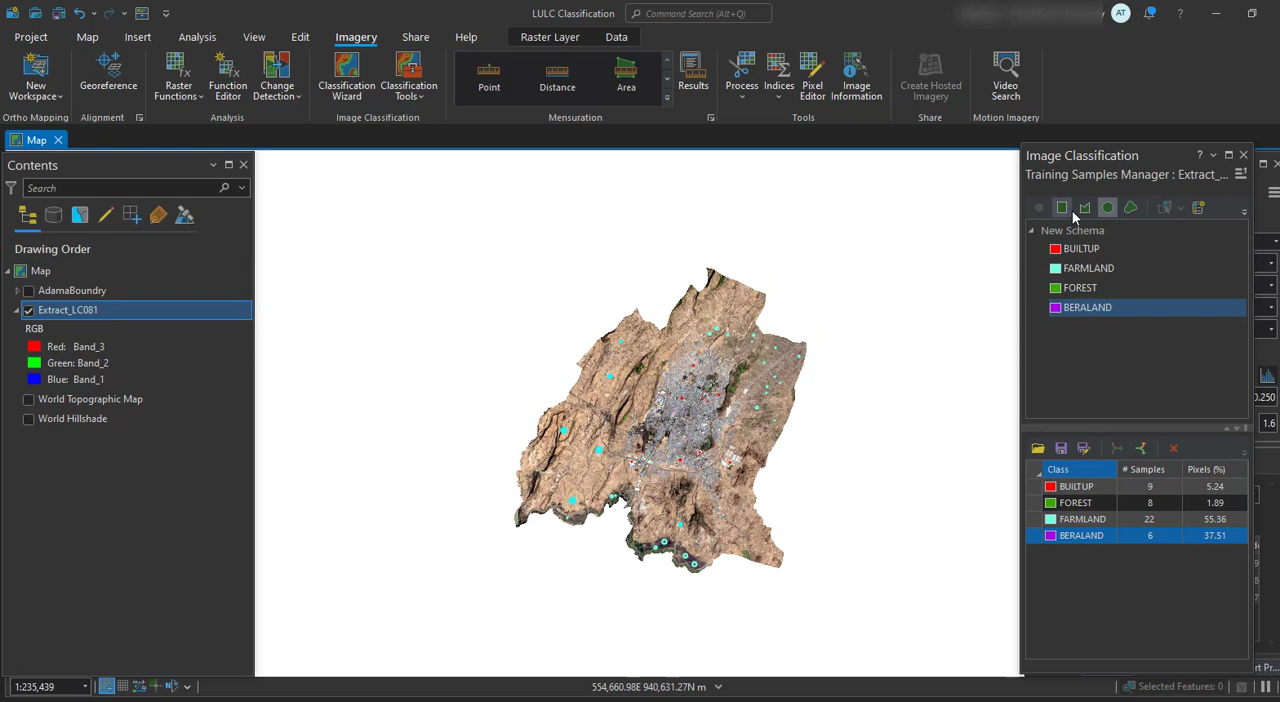 LULC Classification
Command Search (Alt+Q)
AT
Project Map Insert Analysis View Edit Imagery Share Help Raster Layer Data
New Workspace
Georeference
Raster Functions
Function Editor
Change Detection
Classification Wizard
Classification Tools
Point
Distance
Area
Results
Process
Indices
Pixel Editor
Image Information
Create Hosted Imagery
Video Search
Ortho Mapping Alignment Analysis Image Classification Mensuration Tools Share Motion Imagery
Map
Contents
Search
Drawing Order
Map
AdamaBoundry
Extract_LC081
RGB
Red: Band_3
Green: Band_2
Blue: Band_1
World Topographic Map
World Hillshade
Image Classification
Training Samples Manager : Extract_...
New Schema
BUILTUP
FARMLAND
FOREST
BERALAND
Class # Samples Pixels (%)
BUILTUP 9 5.24
FOREST 8 1.89
FARMLAND 22 55.36
BERALAND 6 37.51
0.250
1.6
1:235,439
554,660.98E 940,631.27N m
Selected Features: 0